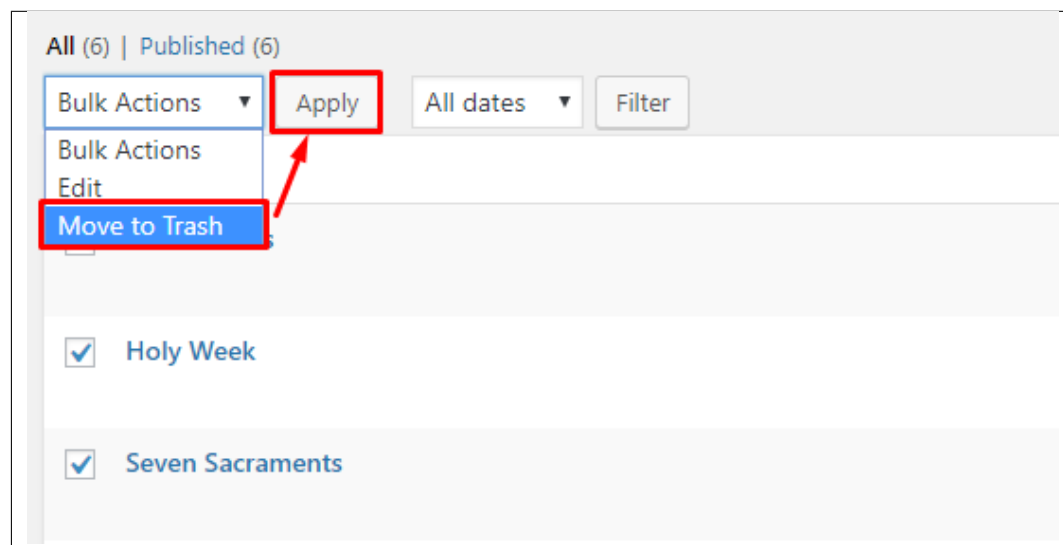 All (6) | Published (6)
Bulk Actions ▼ Apply All dates ▼ Filter
Bulk Actions
Edit
Move to Trash
Holy Week
Seven Sacraments